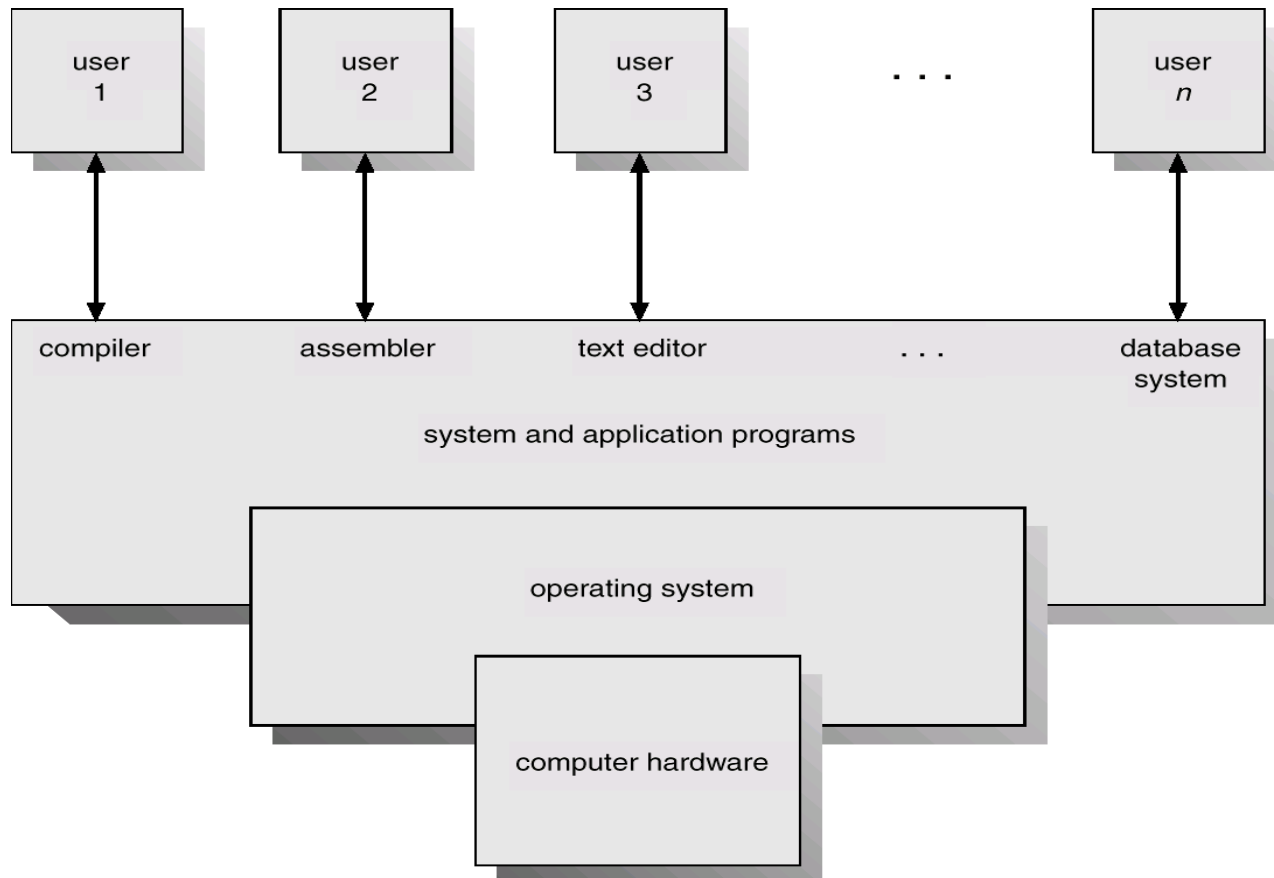 user
1
user
2
user
3
. . .
user
n
compiler
assembler
text editor
. . .
database
system
system and application programs
operating system
computer hardware